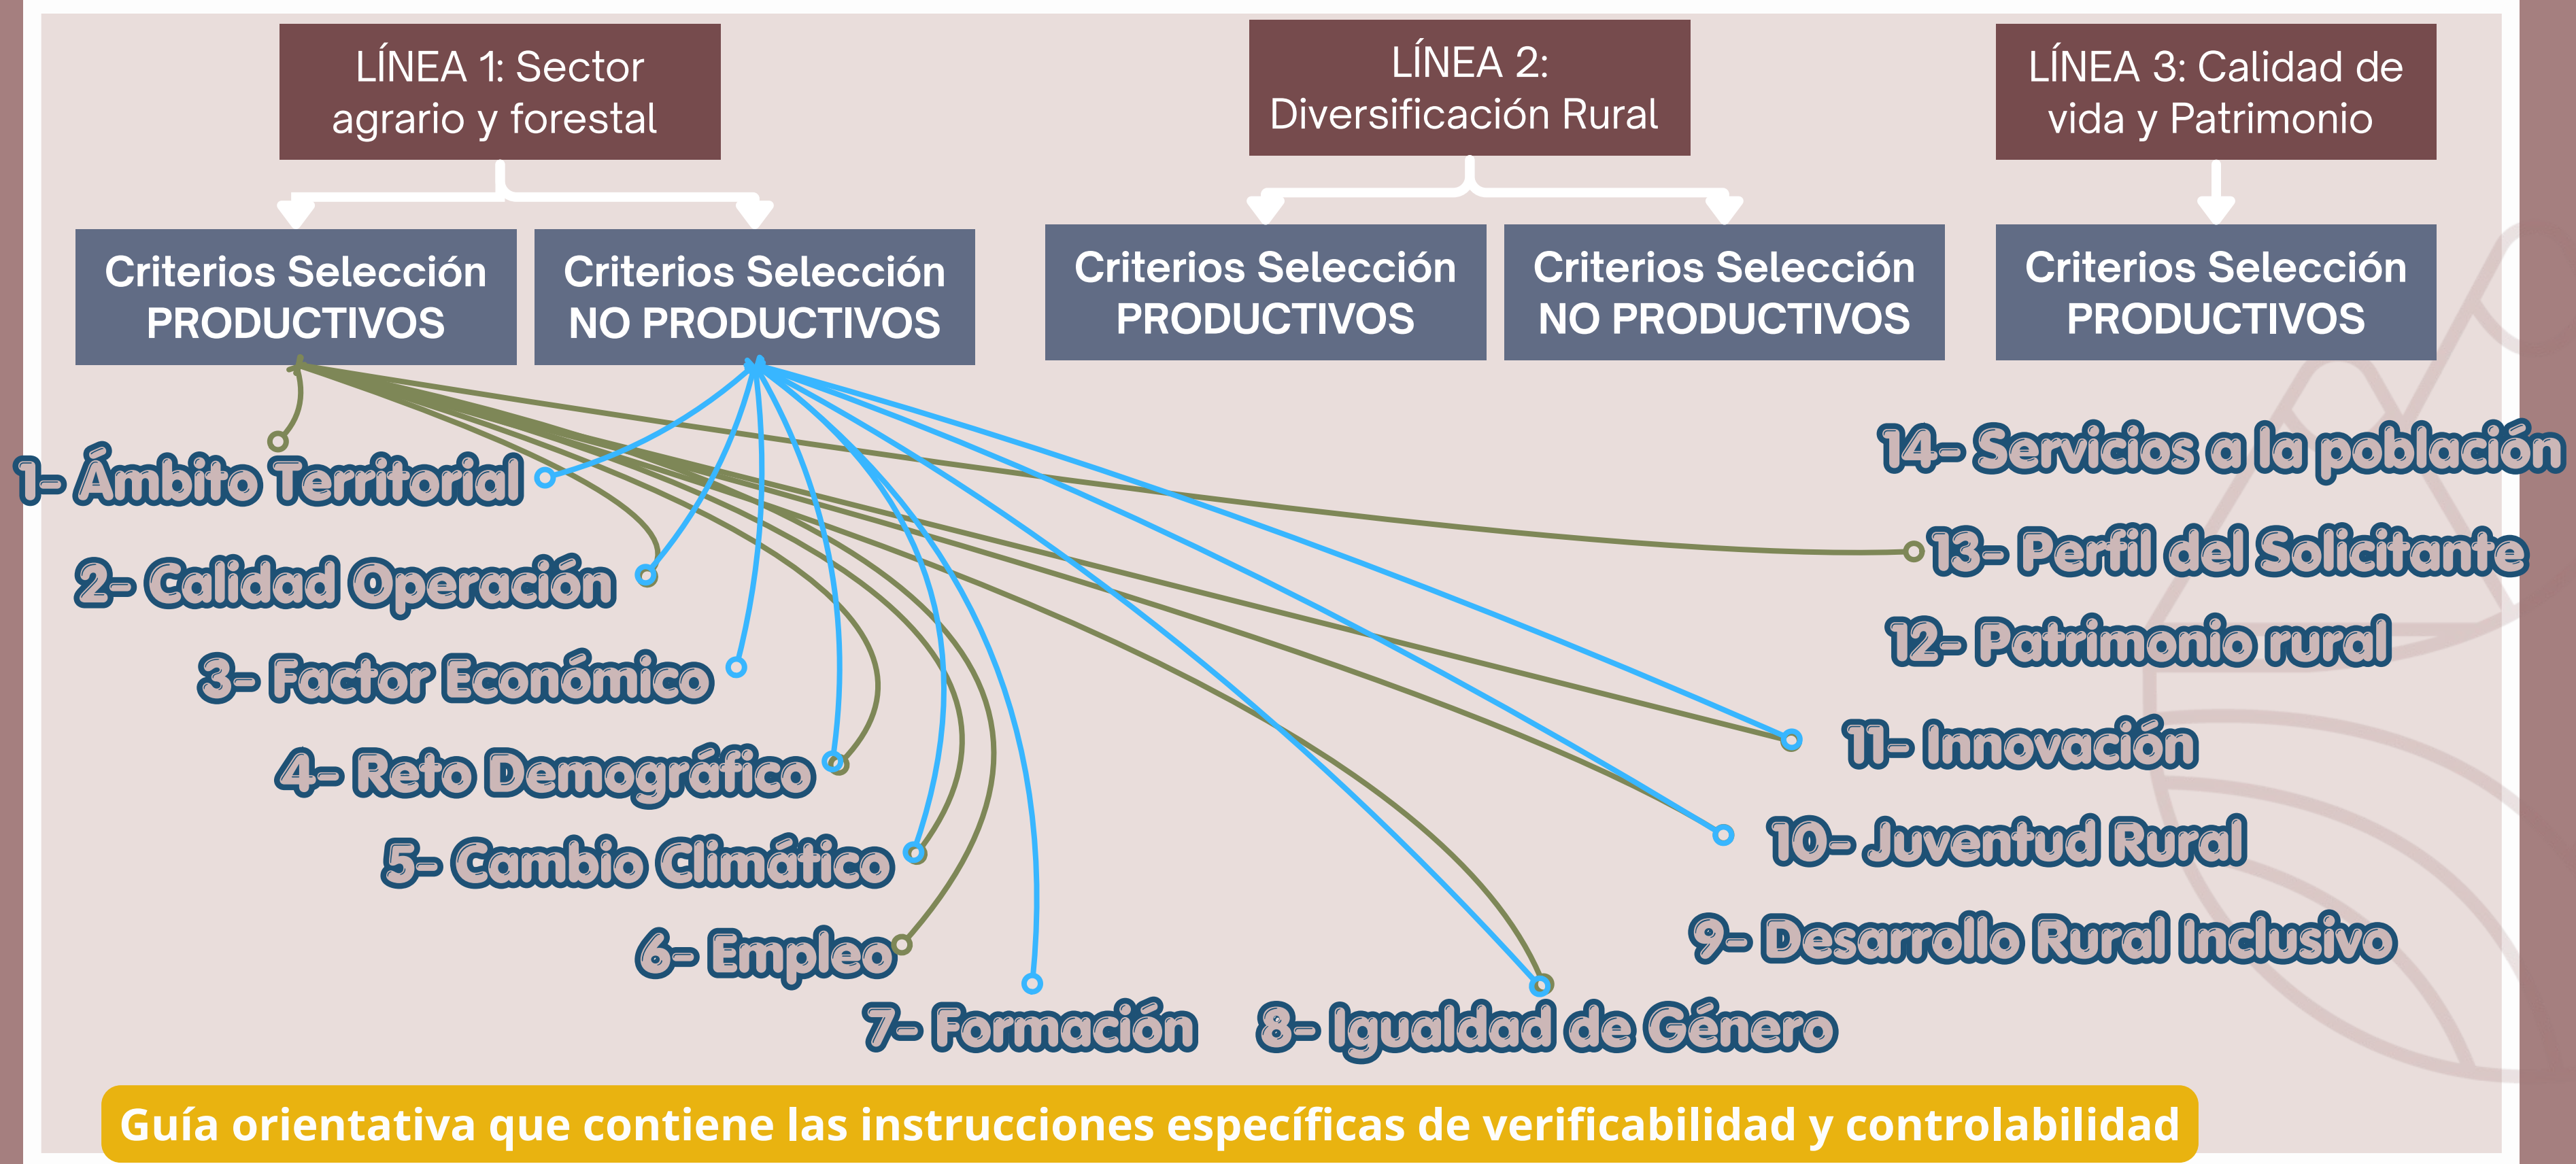 LÍNEA 1: Sector
agrario y forestal
LÍNEA 2:
Diversificación Rural
LÍNEA 3: Calidad de
vida y Patrimonio
Criterios Selección
PRODUCTIVOS
Criterios Selección
NO PRODUCTIVOS
Criterios Selección
PRODUCTIVOS
Criterios Selección
NO PRODUCTIVOS
Criterios Selección
PRODUCTIVOS
1- Ámbito Territorial
2- Calidad Operación
3- Factor Económico
4- Reto Demográfico
5- Cambio Climático
6- Empleo
7- Formación
8- Igualdad de Género
14- Servicios a la población
13- Perfil del Solicitante
12- Patrimonio rural
11- Innovación
10- Juventud Rural
9- Desarrollo Rural Inclusivo
Guía orientativa que contiene las instrucciones específicas de verificabilidad y controlabilidad